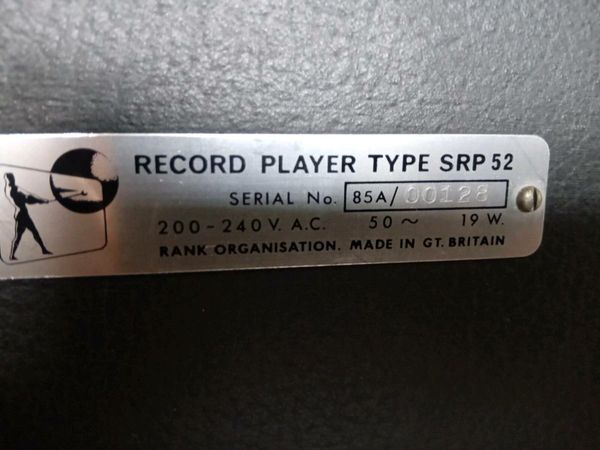 RECORD PLAYER TYPE SRP 52
SERIAL No. 85A/00128
200-240 V. A.C. 50 ~ 19 W.
RANK ORGANISATION. MADE IN GT. BRITAIN